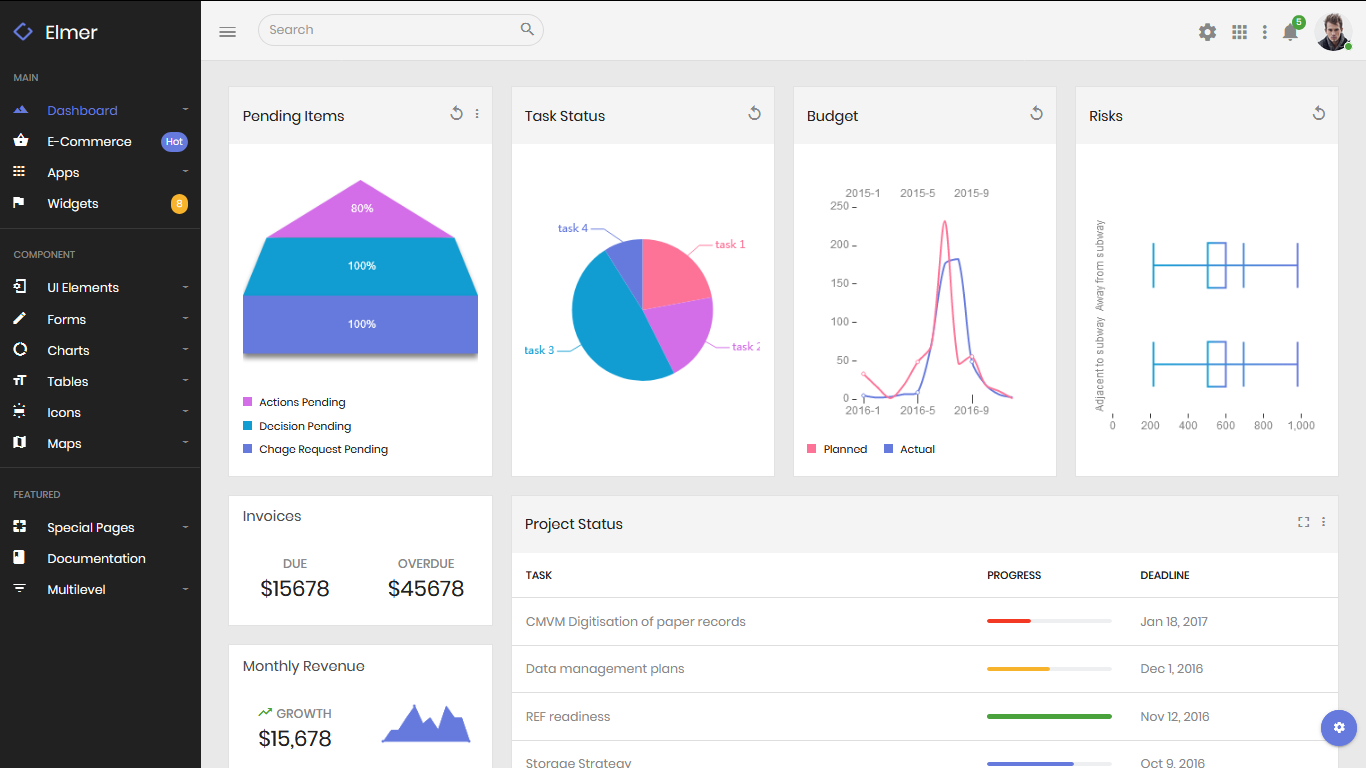 Elmer
Search
5
MAIN
Dashboard
E-Commerce Hot
Apps
Widgets 8
COMPONENT
UI Elements
Forms
Charts
Tables
Icons
Maps
FEATURED
Special Pages
Documentation
Multilevel
Pending Items
80%
100%
100%
Actions Pending
Decision Pending
Chage Request Pending
Task Status
task 4
task 1
task 3
task 2
Budget
2015-1 2015-5 2015-9
250
200
150
100
50
0
2016-1 2016-5 2016-9
Planned Actual
Risks
Away from subway
Adjacent to subway
0 200 400 600 800 1,000
Invoices
DUE OVERDUE
$15678 $45678
Monthly Revenue
GROWTH
$15,678
Project Status
TASK PROGRESS DEADLINE
CMVM Digitisation of paper records Jan 18, 2017
Data management plans Dec 1, 2016
REF readiness Nov 12, 2016
Storage Strategy Oct 9, 2016